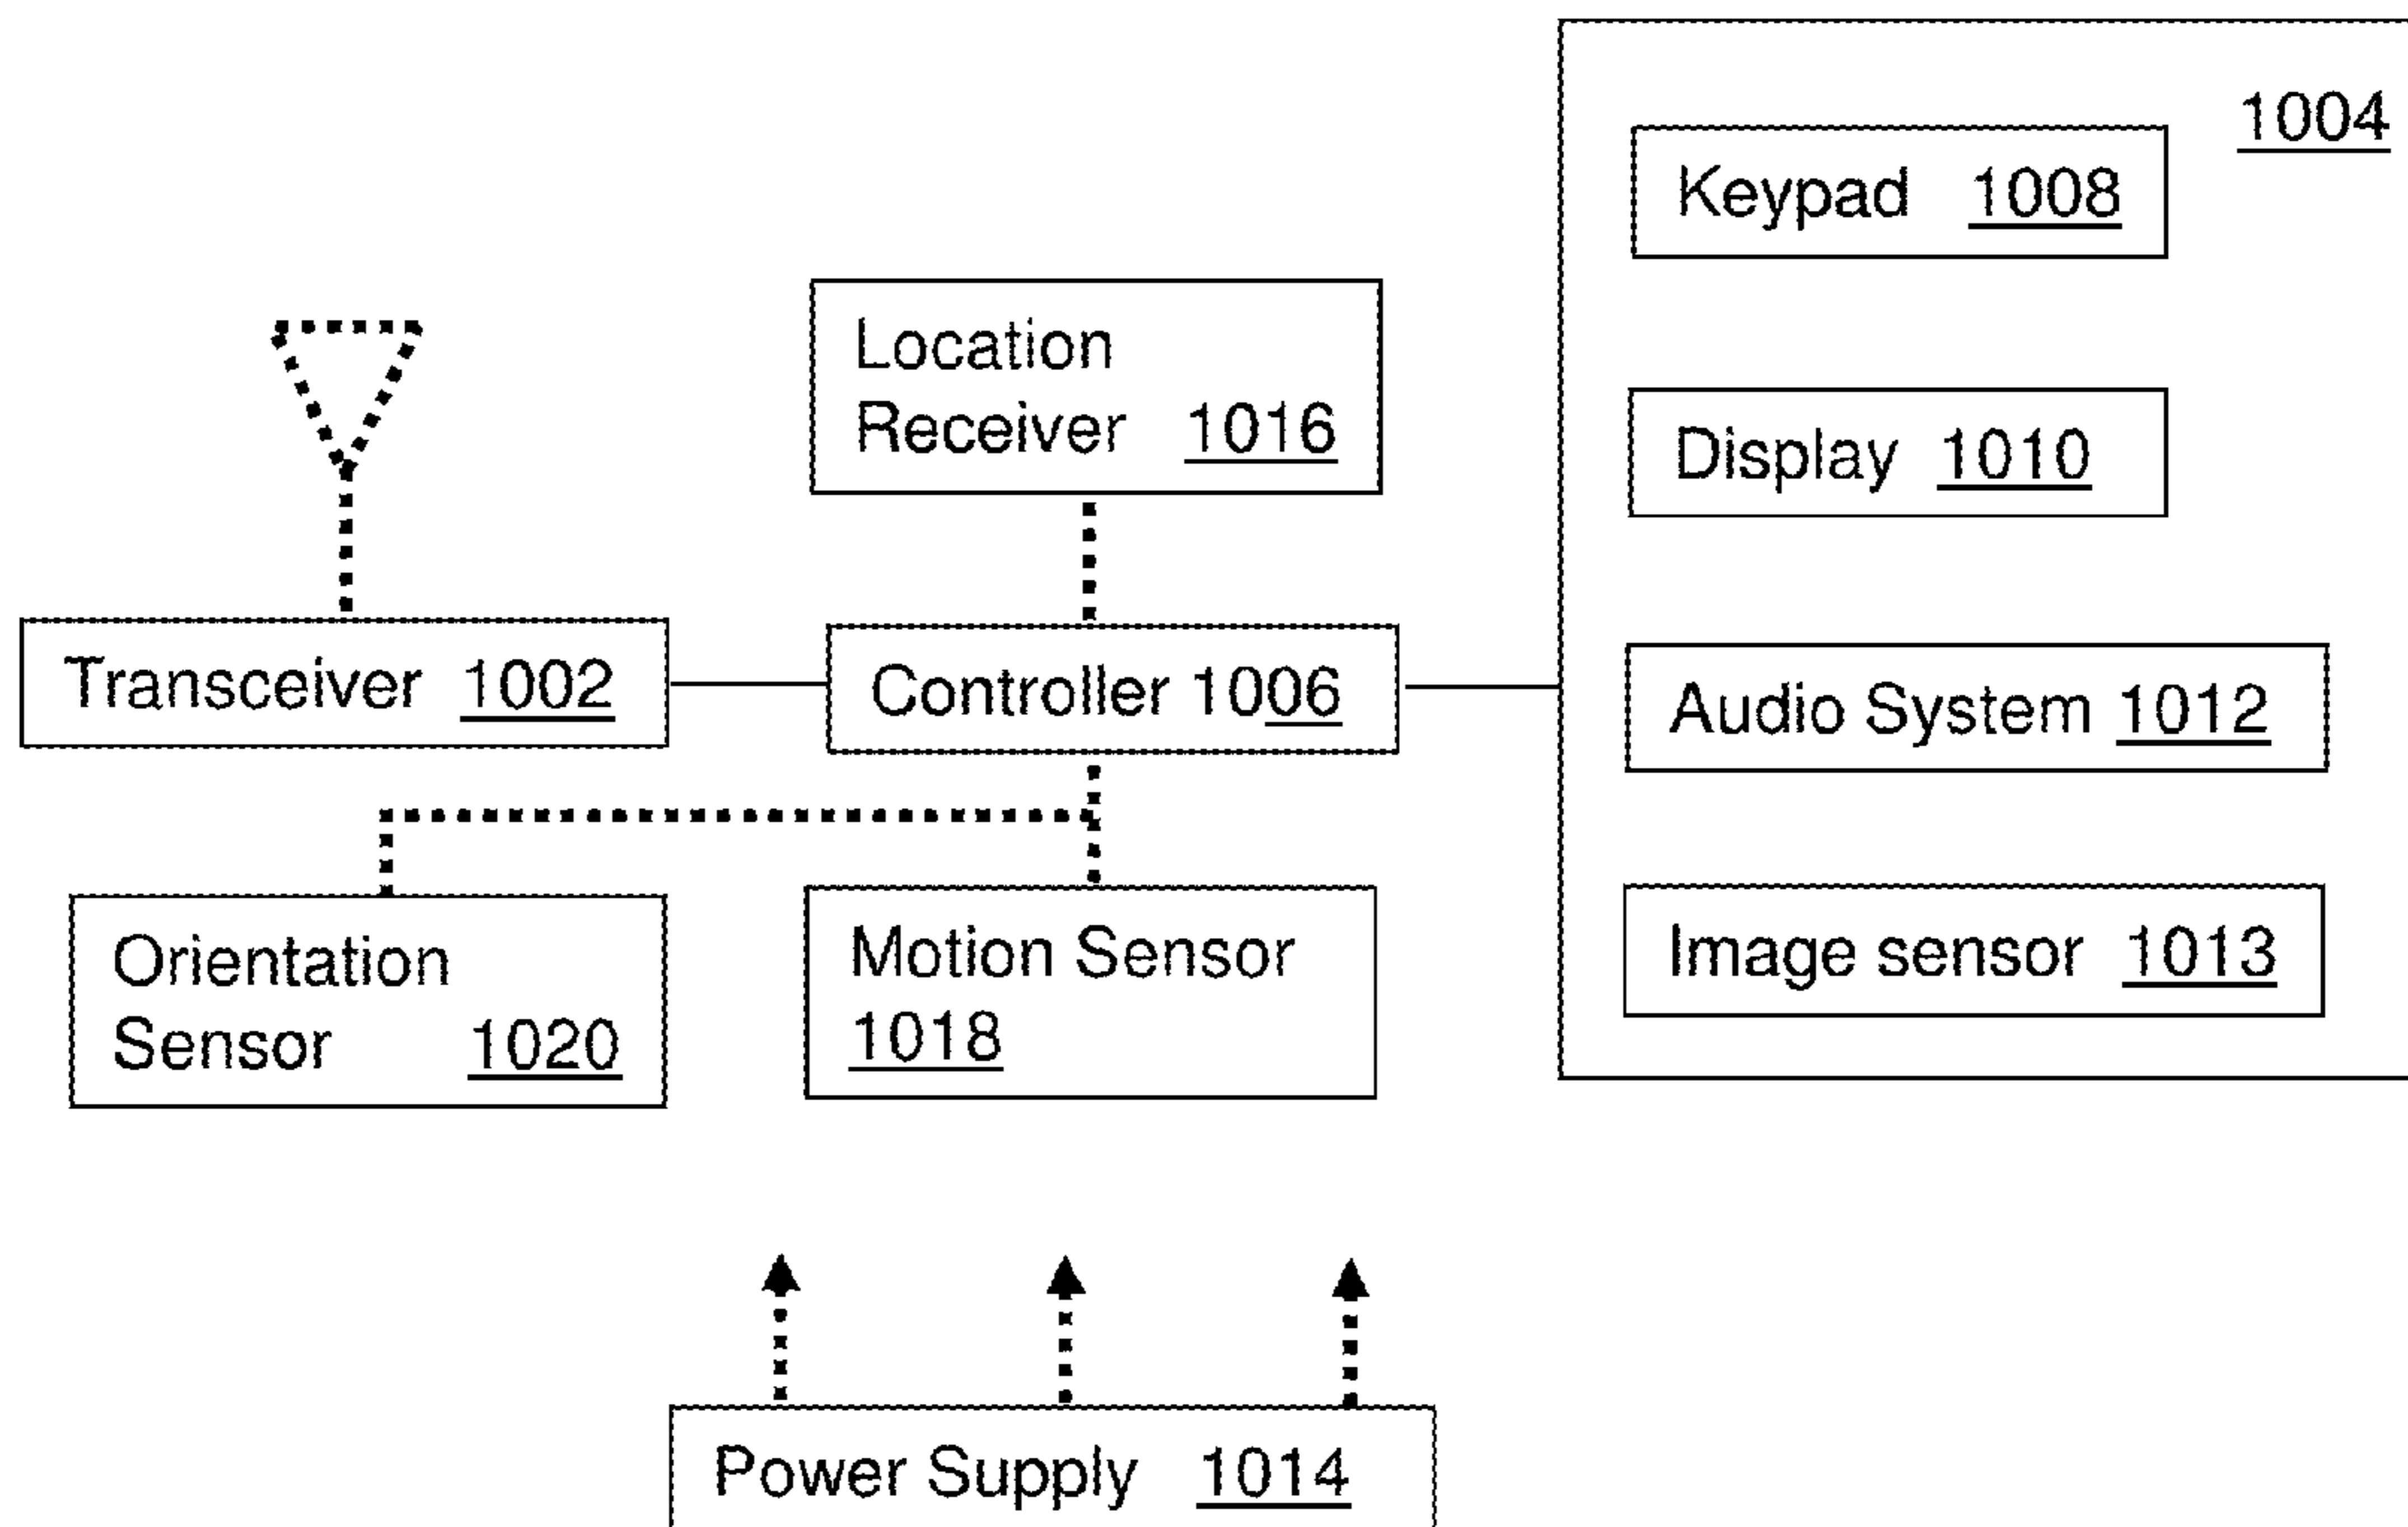 1004
Keypad 1008
Location
Receiver 1016
Display 1010
Transceiver 1002
Controller 1006
Audio System 1012
Orientation
Sensor 1020
Motion Sensor
1018
Image sensor 1013
Power Supply 1014